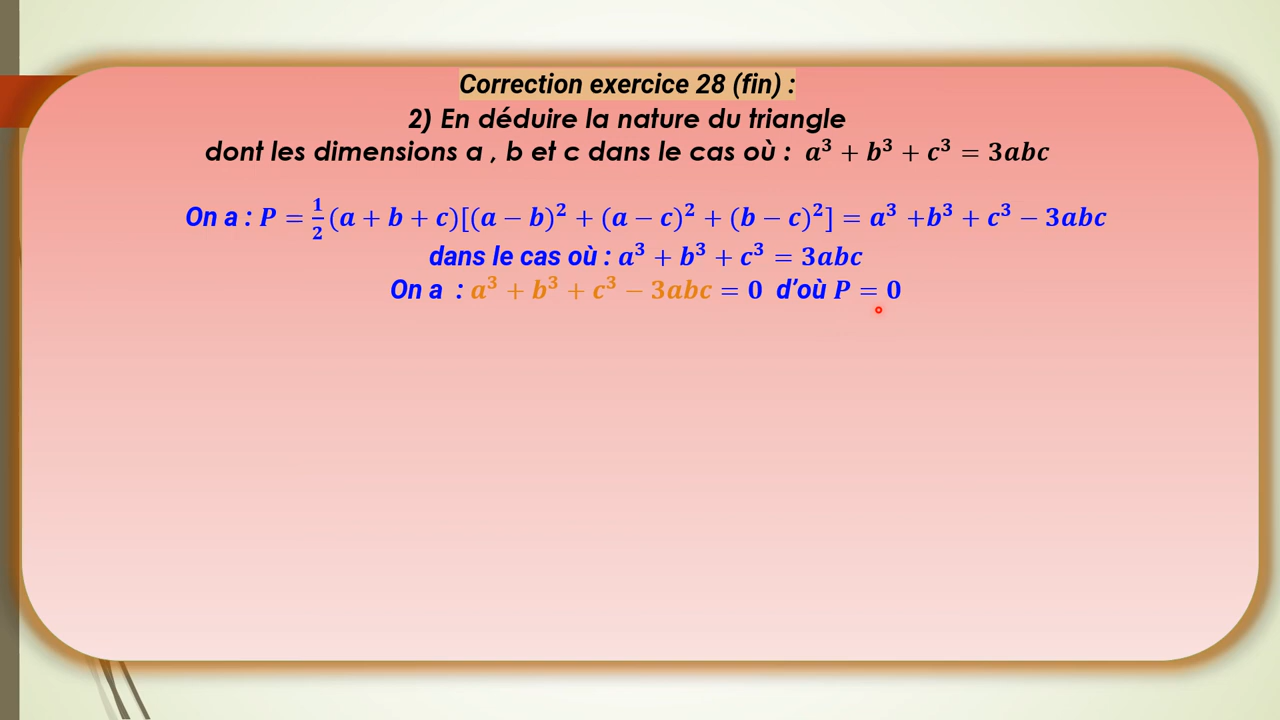 Correction exercice 28 (fin) :
2) En déduire la nature du triangle
dont les dimensions a , b et c dans le cas où : a³ + b³ + c³ = 3abc
On a : P = ½(a + b + c)[(a − b)² + (a − c)² + (b − c)²] = a³ +b³ + c³ − 3abc
dans le cas où : a³ + b³ + c³ = 3abc
On a : a³ + b³ + c³ − 3abc = 0 d’où P = 0